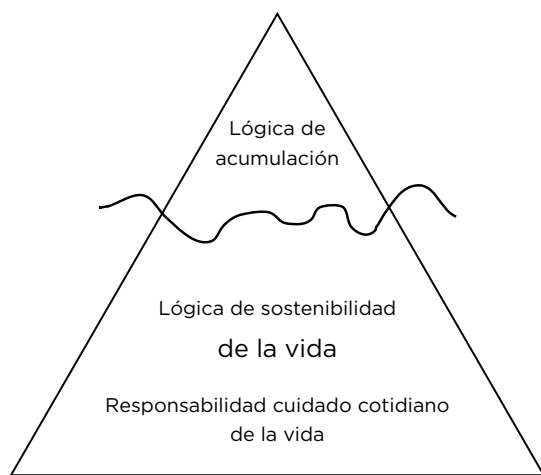 Lógica de
acumulación
Lógica de sostenibilidad
de la vida
Responsabilidad cuidado cotidiano
de la vida